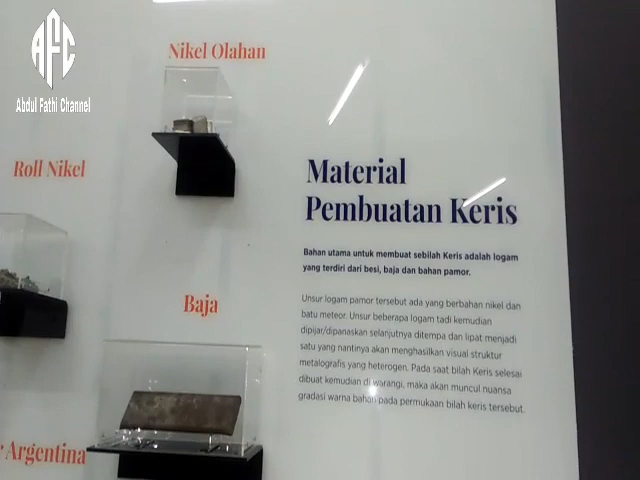 AFC
Abdul Fathi Channel
Nikel Olahan
Roll Nikel
Baja
Argentina
Material
Pembuatan Keris
Bahan utama untuk membuat sebilah Keris adalah logam
yang terdiri dari besi, baja dan bahan pamor.
Unsur logam pamor tersebut ada yang berbahan nikel dan
batu meteor. Unsur beberapa logam tadi kemudian
dipijar/dipanaskan selanjutnya ditempa dan lipat menjadi
satu yang nantinya akan menghasilkan visual struktur
metalografis yang heterogen. Pada saat bilah Keris selesai
dibuat kemudian di warangi, maka akan muncul nuansa
gradasi warna bahan pada permukaan bilah keris tersebut.